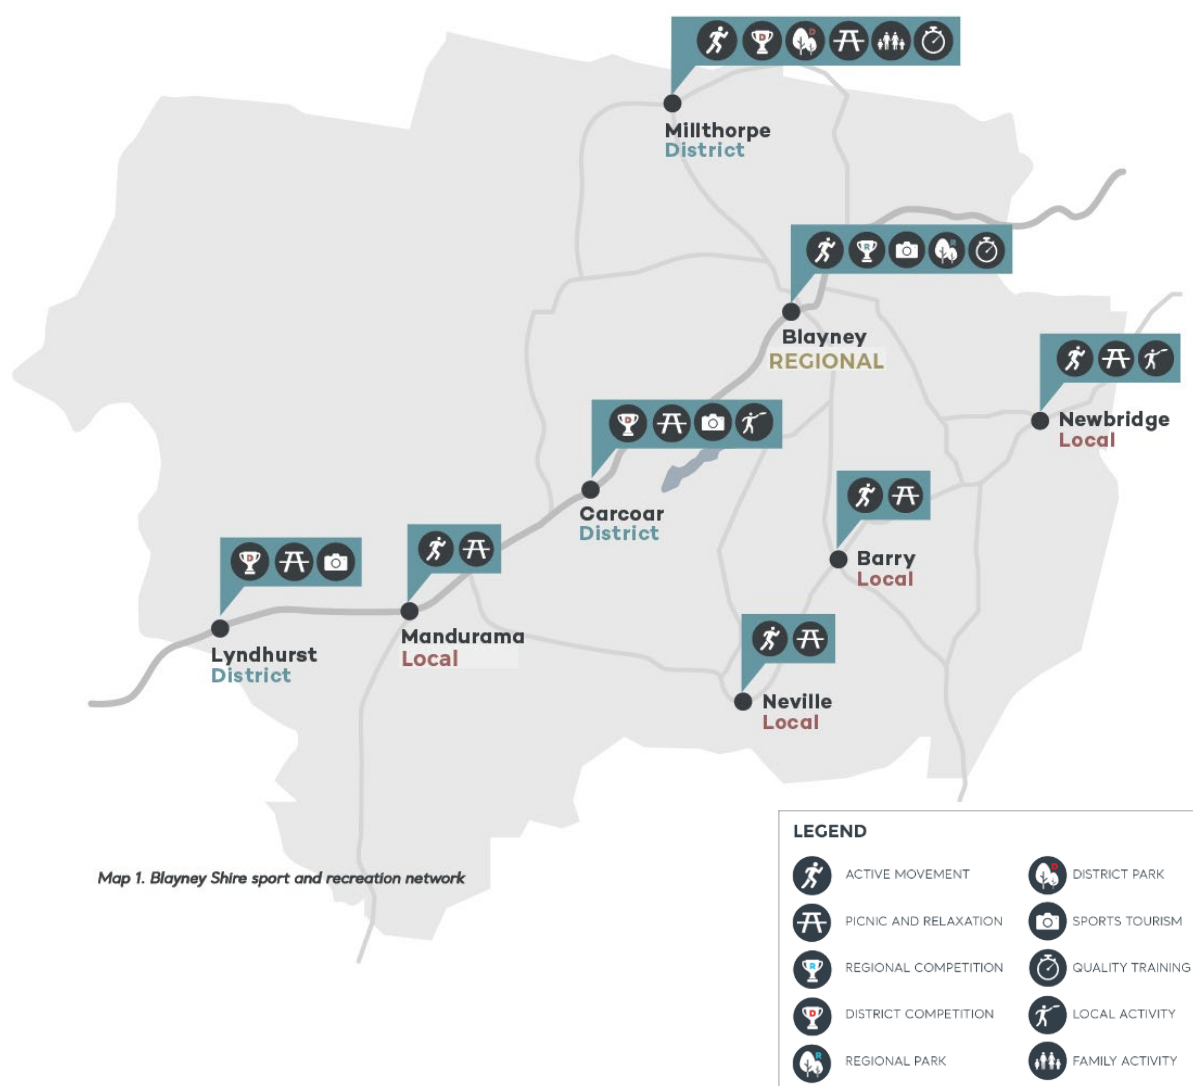 Millthorpe
District
Blayney
REGIONAL
Newbridge
Local
Carcoar
District
Barry
Local
Lyndhurst
District
Mandurama
Local
Neville
Local
Map 1. Blayney Shire sport and recreation network
LEGEND
ACTIVE MOVEMENT
PICNIC AND RELAXATION
REGIONAL COMPETITION
DISTRICT COMPETITION
REGIONAL PARK
DISTRICT PARK
SPORTS TOURISM
QUALITY TRAINING
LOCAL ACTIVITY
FAMILY ACTIVITY